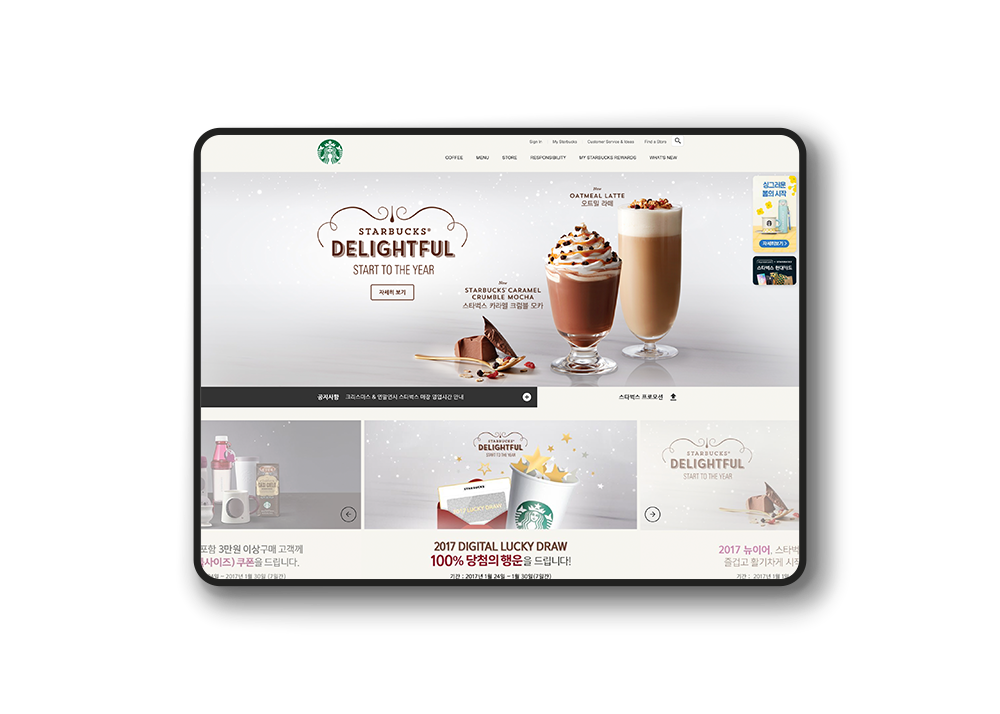 Sign In My Starbucks Customer Service & Ideas Find a Store
COFFEE MENU STORE RESPONSIBILITY MY STARBUCKS REWARDS WHAT'S NEW
싱그러운
봄의 시작
자세히보기 >
스타벅스 현대카드
New
OATMEAL LATTE
오트밀 라떼
STARBUCKS®
DELIGHTFUL
START TO THE YEAR
자세히 보기
New
STARBUCKS® CARAMEL
CRUMBLE MOCHA
스타벅스 카라멜 크럼블 모카
공지사항 크리스마스 & 연말연시 스타벅스 매장 영업시간 안내
스타벅스 프로모션
STARBUCKS®
DELIGHTFUL
START TO THE YEAR
STARBUCKS
2017 LUCKY DRAW
STARBUCKS®
DELIGHTFUL
START TO THE YEAR
포함 3만원 이상구매 고객께
사이즈) 쿠폰을 드립니다.
24일 ~ 2017년 1월 30일 (7일간)
2017 DIGITAL LUCKY DRAW
100% 당첨의 행운을 드립니다!
기간 : 2017년 1월 24일 ~ 1월 30일(7일간)
2017 뉴이어, 스타벅
즐겁고 활기차게 시작
기간 : 2017년 1월